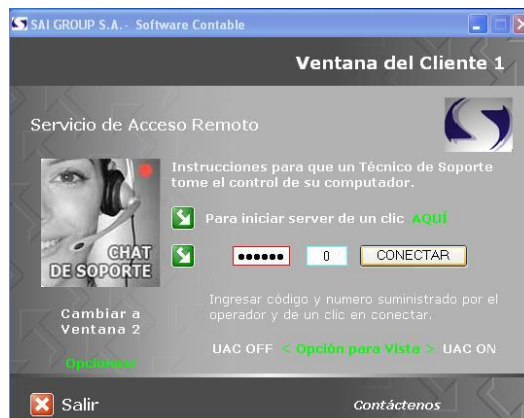 SAI GROUP S.A.- Software Contable
Ventana del Cliente 1
Servicio de Acceso Remoto
Instrucciones para que un Técnico de Soporte
tome el control de su computador.
Para iniciar server de un clic AQUÍ
CHAT
DE SOPORTE
●●●●●● 0 CONECTAR
Ingresar código y numero suministrado por el
operador y de un clic en conectar.
Cambiar a
Ventana 2
Opciones!
UAC OFF < Opción para Vista > UAC ON
Salir
Contáctenos